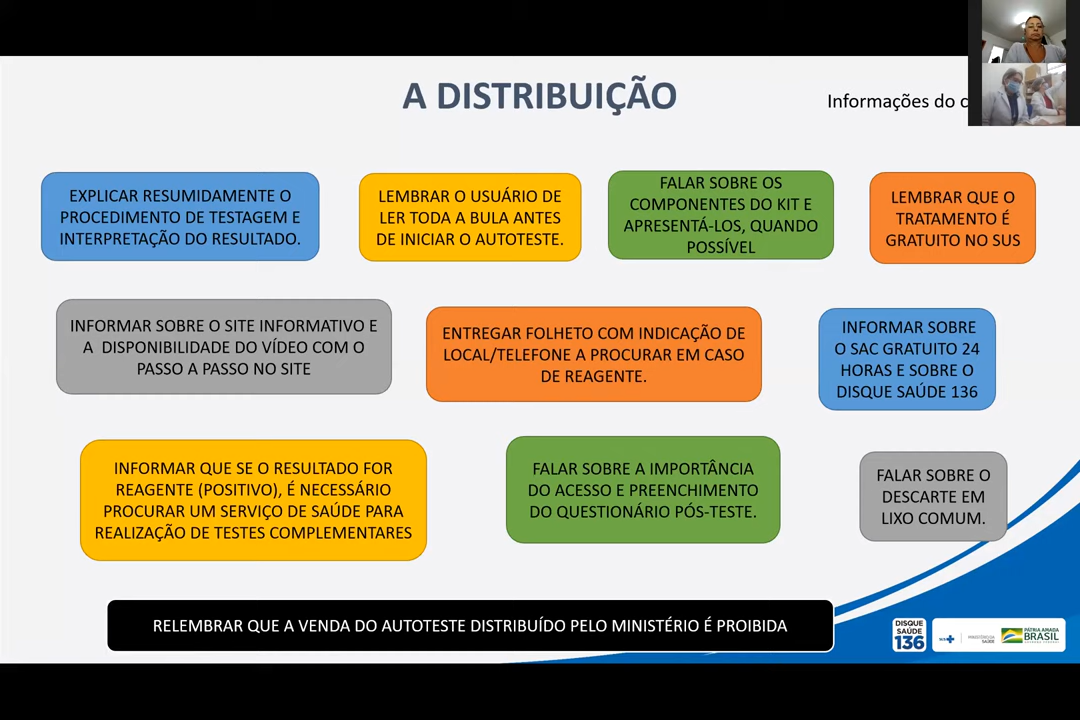 A DISTRIBUIÇÃO
Informações do
EXPLICAR RESUMIDAMENTE O
PROCEDIMENTO DE TESTAGEM E
INTERPRETAÇÃO DO RESULTADO.
LEMBRAR O USUÁRIO DE
LER TODA A BULA ANTES
DE INICIAR O AUTOTESTE.
FALAR SOBRE OS
COMPONENTES DO KIT E
APRESENTÁ-LOS, QUANDO
POSSÍVEL
LEMBRAR QUE O
TRATAMENTO É
GRATUITO NO SUS
INFORMAR SOBRE O SITE INFORMATIVO E
A DISPONIBILIDADE DO VÍDEO COM O
PASSO A PASSO NO SITE
ENTREGAR FOLHETO COM INDICAÇÃO DE
LOCAL/TELEFONE A PROCURAR EM CASO
DE REAGENTE.
INFORMAR SOBRE
O SAC GRATUITO 24
HORAS E SOBRE O
DISQUE SAÚDE 136
INFORMAR QUE SE O RESULTADO FOR
REAGENTE (POSITIVO), É NECESSÁRIO
PROCURAR UM SERVIÇO DE SAÚDE PARA
REALIZAÇÃO DE TESTES COMPLEMENTARES
FALAR SOBRE A IMPORTÂNCIA
DO ACESSO E PREENCHIMENTO
DO QUESTIONÁRIO PÓS-TESTE.
FALAR SOBRE O
DESCARTE EM
LIXO COMUM.
RELEMBRAR QUE A VENDA DO AUTOTESTE DISTRIBUÍDO PELO MINISTÉRIO É PROIBIDA
DISQUE
SAÚDE
136
SUS
MINISTÉRIO DA
SAÚDE
PÁTRIA AMADA
BRASIL